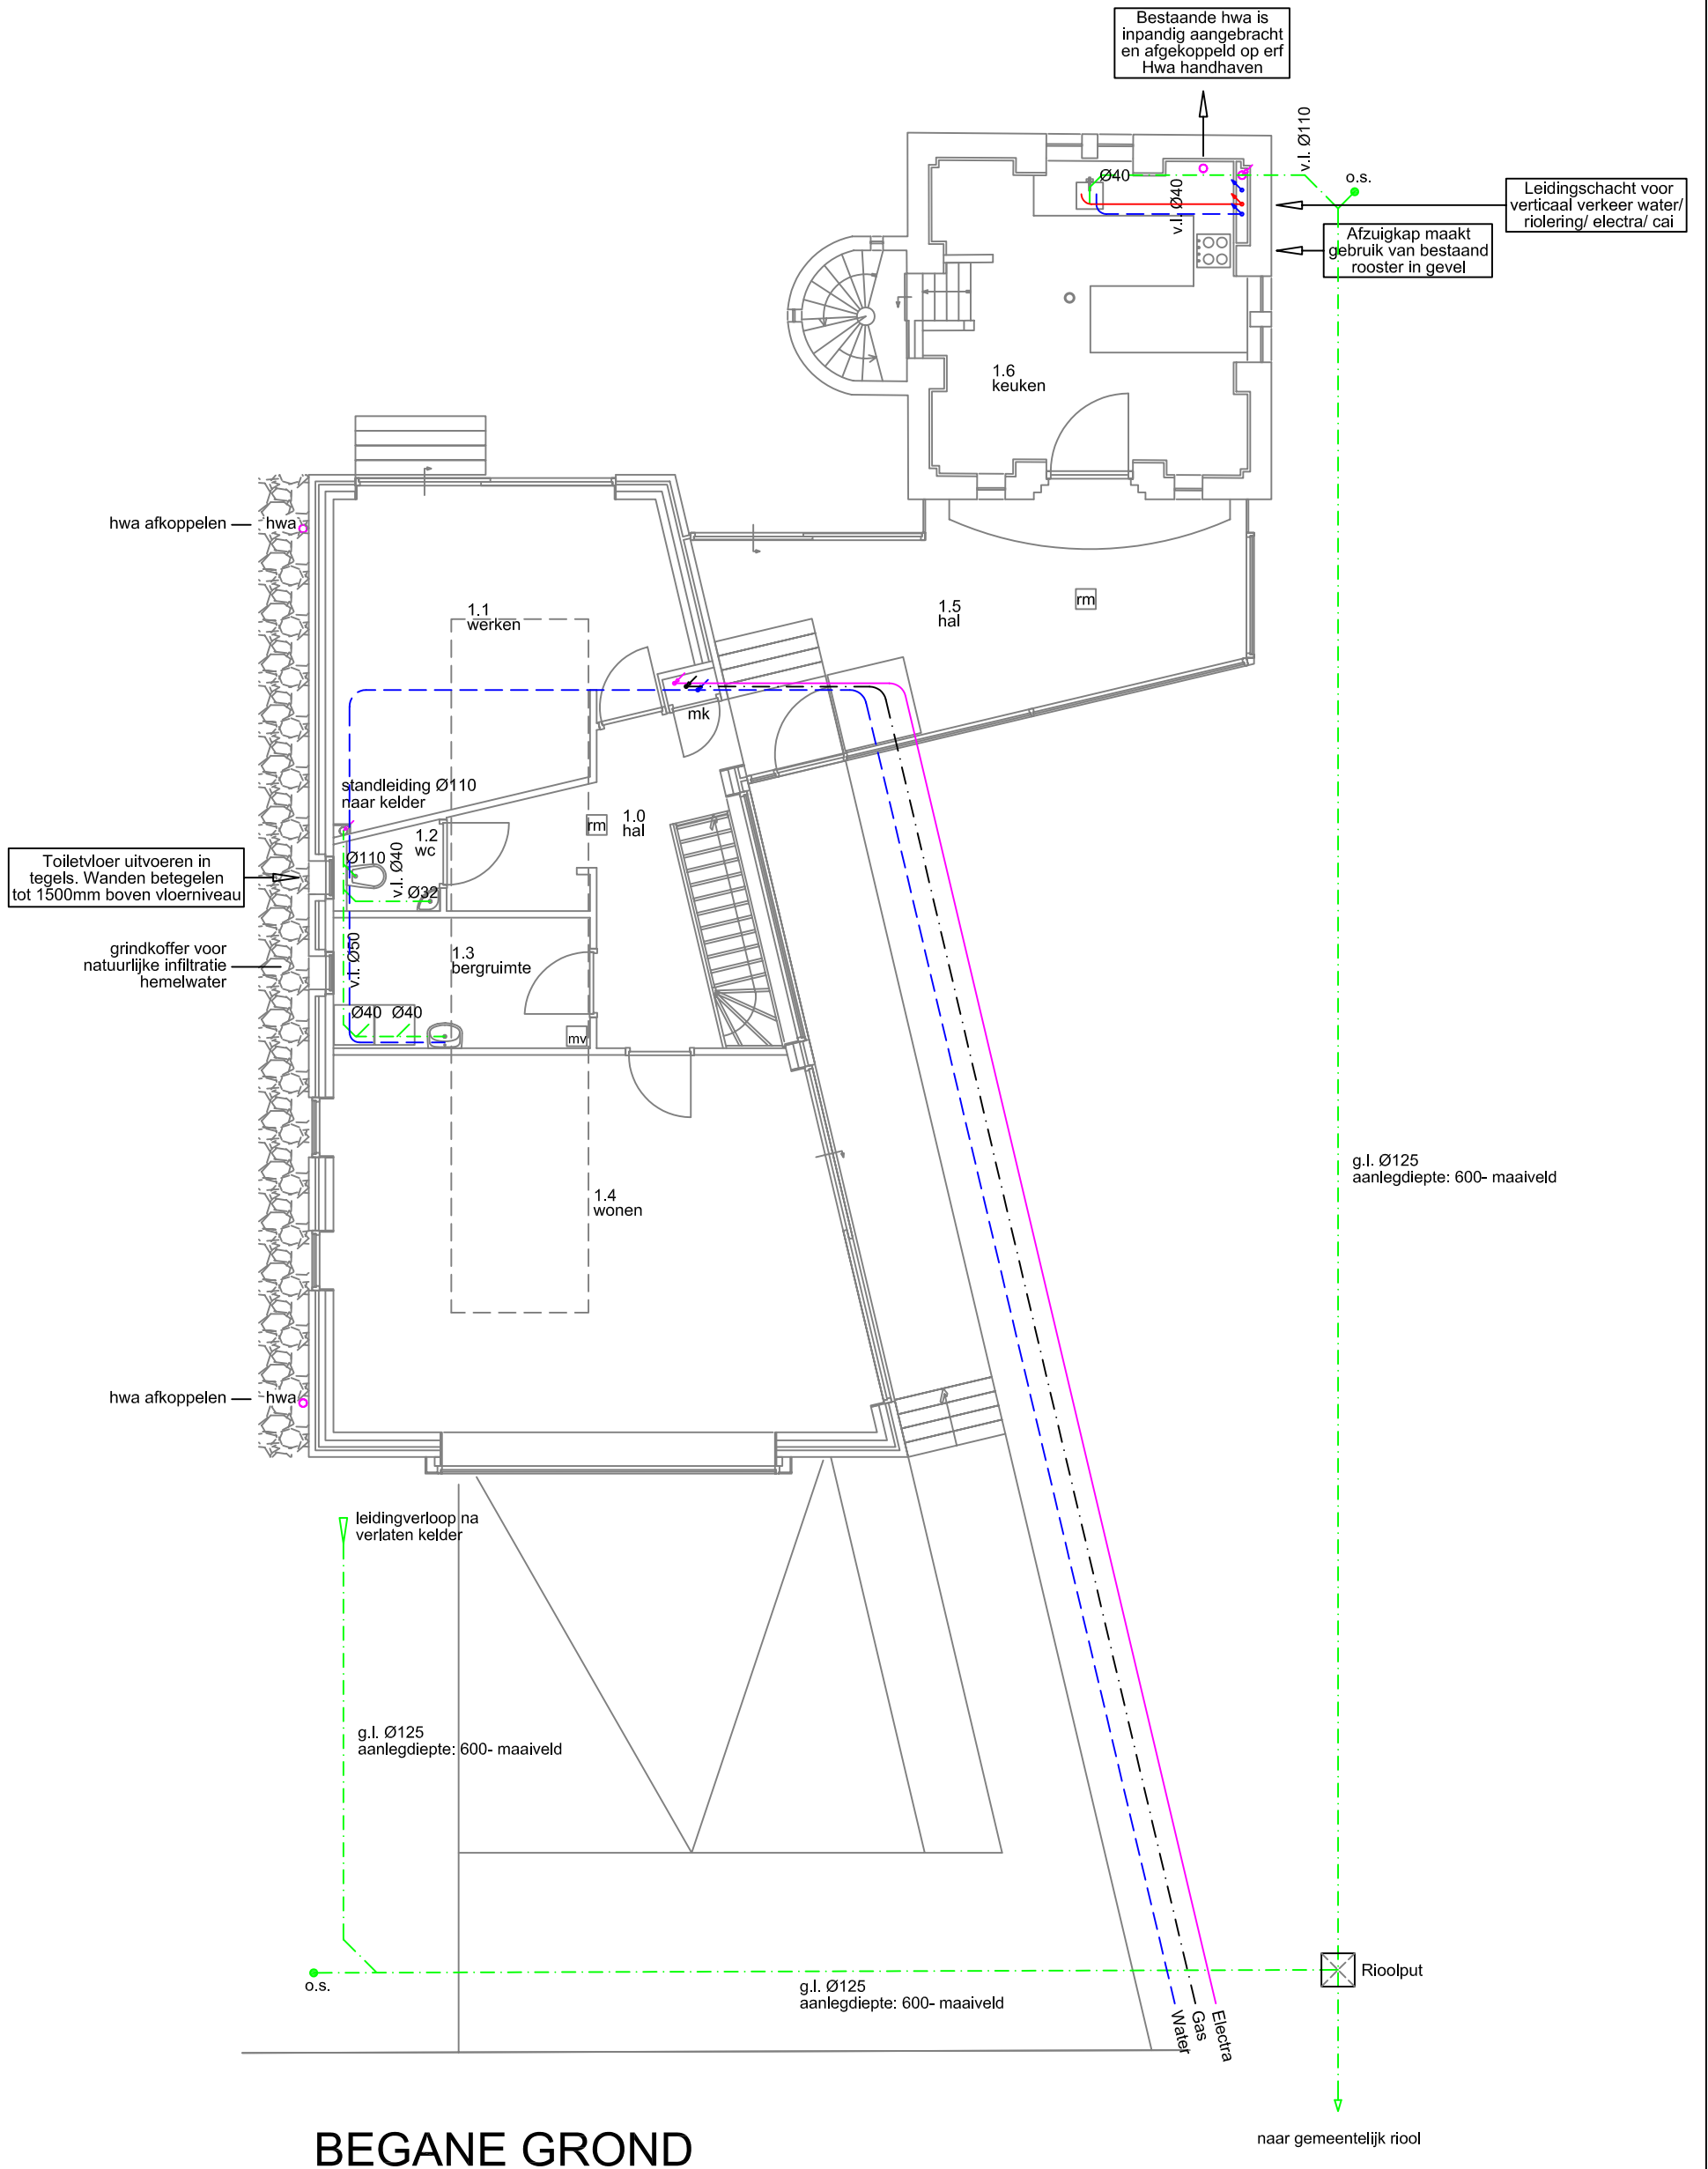 Bestaande hwa is
inpandig aangebracht
en afgekoppeld op erf
Hwa handhaven
v.l. Ø110
o.s.
Ø40
v.l. Ø40
Leidingschacht voor
verticaal verkeer water/
riolering/ electra/ cai
Afzuigkap maakt
gebruik van bestaand
rooster in gevel
1.6
keuken
hwa afkoppelen
hwa
1.1
werken
1.5
hal
rm
mk
standleiding Ø110
naar kelder
1.0
hal
rm
1.2
wc
Ø110
v.l. Ø40
Ø32
Toiletvloer uitvoeren in
tegels. Wanden betegelen
tot 1500mm boven vloerniveau
grindkoffer voor
natuurlijke infiltratie
hemelwater
v.l. Ø50
1.3
bergruimte
Ø40
Ø40
mv
g.l. Ø125
aanlegdiepte: 600- maaiveld
1.4
wonen
hwa afkoppelen
hwa
leidingverloop na
verlaten kelder
g.l. Ø125
aanlegdiepte: 600- maaiveld
o.s.
g.l. Ø125
aanlegdiepte: 600- maaiveld
Rioolput
Water
Gas
Electra
naar gemeentelijk riool
BEGANE GROND